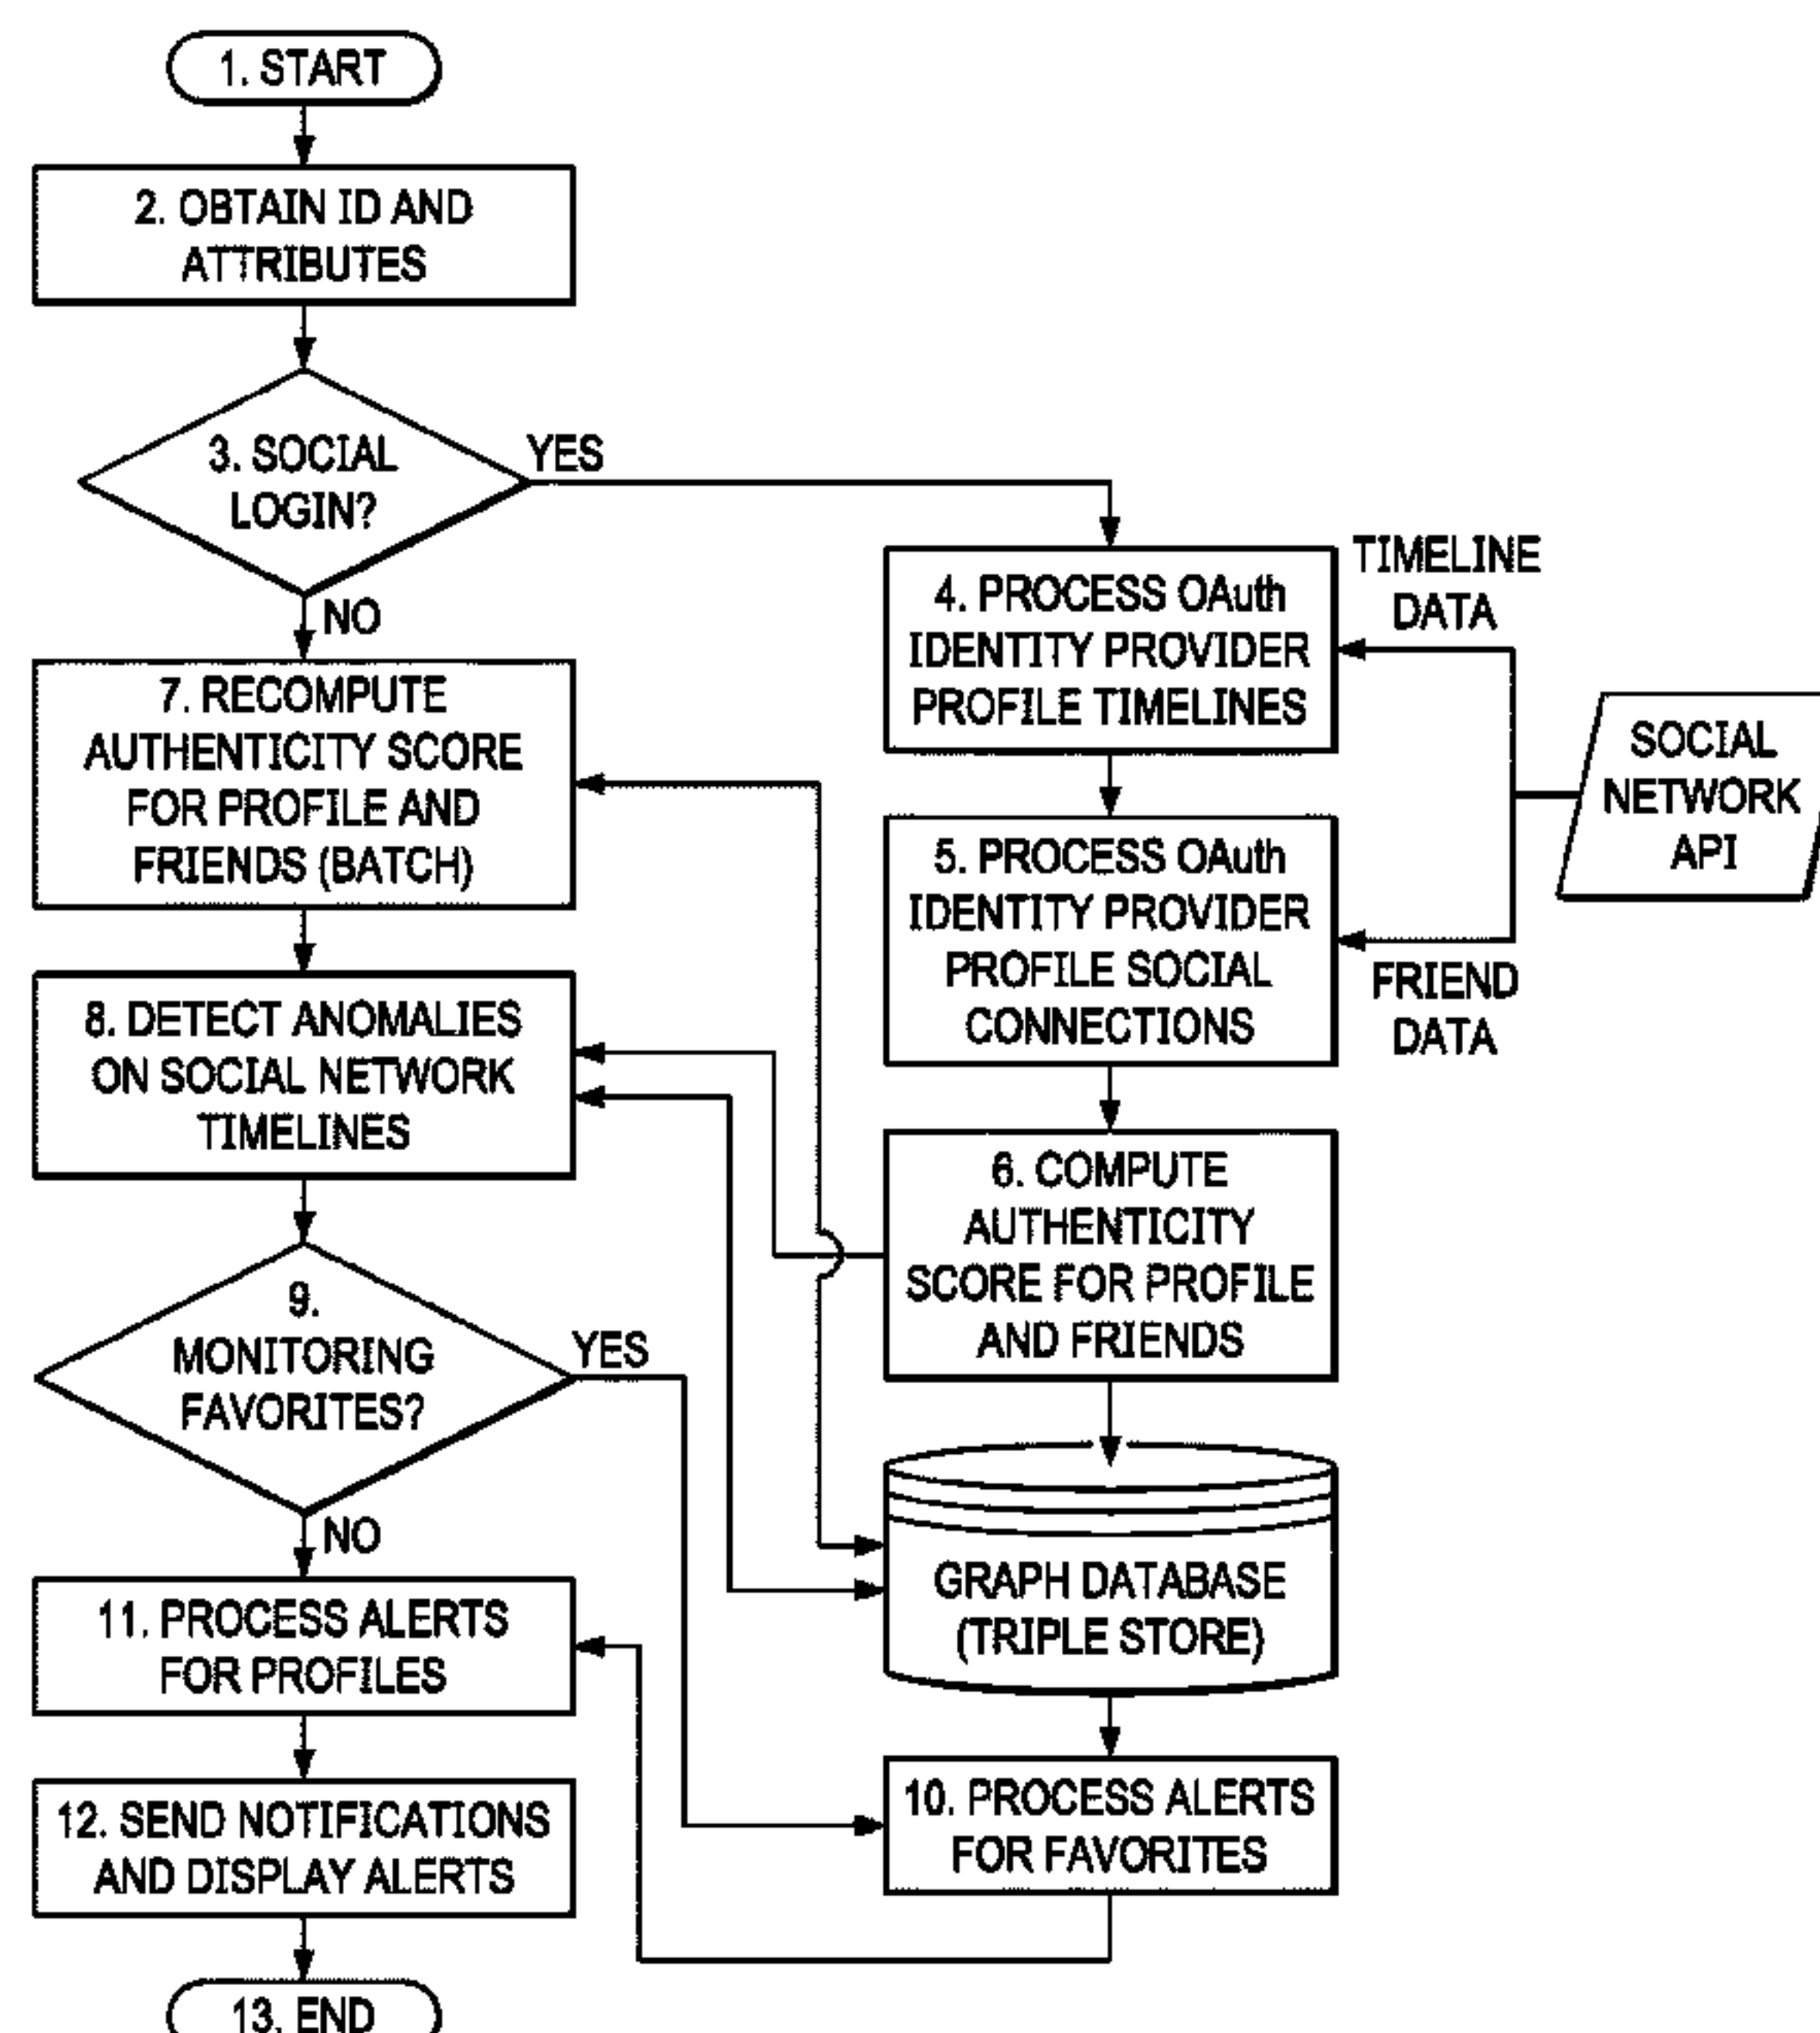 1. START
2. OBTAIN ID AND
ATTRIBUTES
3. SOCIAL
LOGIN?
YES
NO
4. PROCESS OAuth
IDENTITY PROVIDER
PROFILE TIMELINES
TIMELINE
DATA
SOCIAL
NETWORK
API
5. PROCESS OAuth
IDENTITY PROVIDER
PROFILE SOCIAL
CONNECTIONS
FRIEND
DATA
6. COMPUTE
AUTHENTICITY
SCORE FOR PROFILE
AND FRIENDS
7. RECOMPUTE
AUTHENTICITY SCORE
FOR PROFILE AND
FRIENDS (BATCH)
8. DETECT ANOMALIES
ON SOCIAL NETWORK
TIMELINES
9.
MONITORING
FAVORITES?
YES
NO
GRAPH DATABASE
(TRIPLE STORE)
10. PROCESS ALERTS
FOR FAVORITES
11. PROCESS ALERTS
FOR PROFILES
12. SEND NOTIFICATIONS
AND DISPLAY ALERTS
13. END